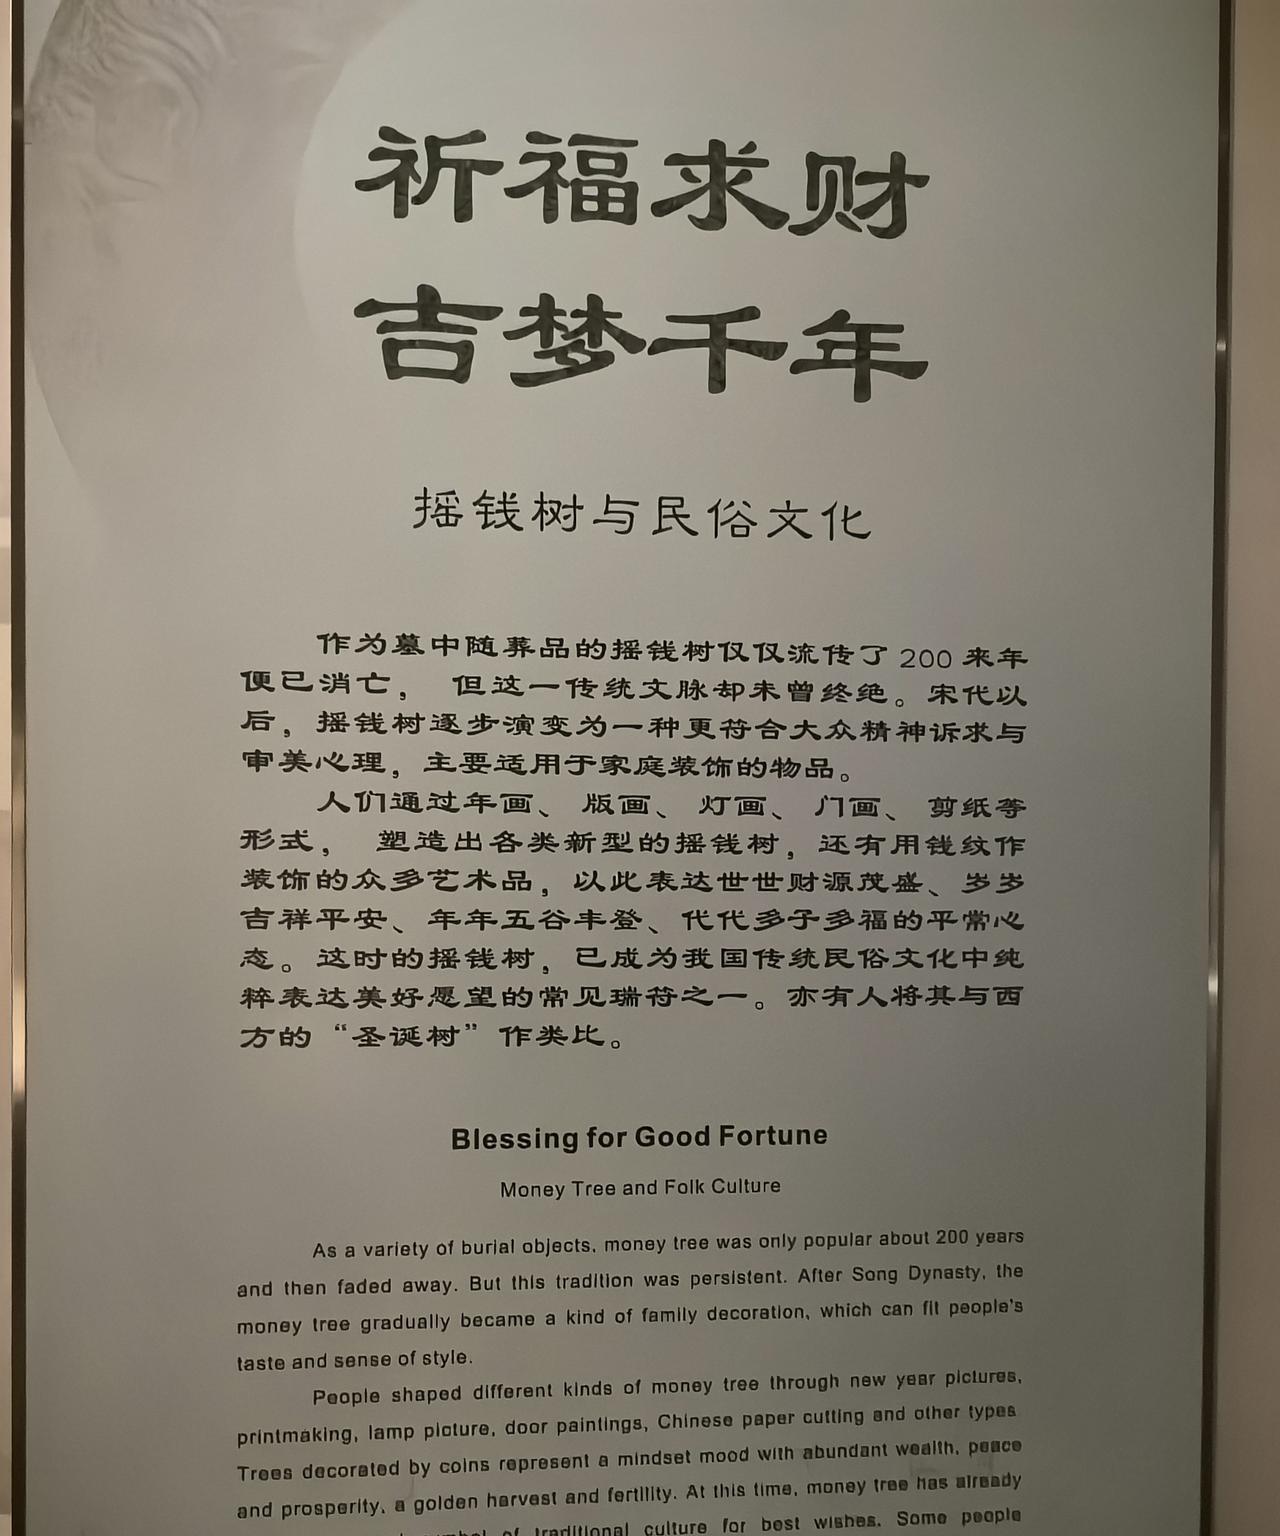 祈福求财
吉梦千年
摇钱树与民俗文化
作为墓中随葬品的摇钱树仅仅流传了 200 来年
便已消亡， 但这一传统文脉却未曾终绝。宋代以
后，摇钱树逐步演变为一种更符合大众精神诉求与
审美心理，主要适用于家庭装饰的物品。
人们通过年画、 版画、 灯画、 门画、 剪纸等
形式， 塑造出各类新型的摇钱树，还有用钱纹作
装饰的众多艺术品，以此表达世世财源茂盛、岁岁
吉祥平安、年年五谷丰登、代代多子多福的平常心
态。这时的摇钱树，已成为我国传统民俗文化中纯
粹表达美好愿望的常见瑞符之一。亦有人将其与西
方的“圣诞树”作类比。
Blessing for Good Fortune
Money Tree and Folk Culture
As a variety of burial objects, money tree was only popular about 200 years
and then faded away. But this tradition was persistent. After Song Dynasty, the
money tree gradually became a kind of family decoration, which can fit people's
taste and sense of style.
People shaped different kinds of money tree through new year pictures,
printmaking, lamp picture, door paintings, Chinese paper cutting and other types
Trees decorated by coins represent a mindset mood with abundant wealth, peace
and prosperity, a golden harvest and fertility. At this time, money tree has already
of traditional culture for best wishes. Some people